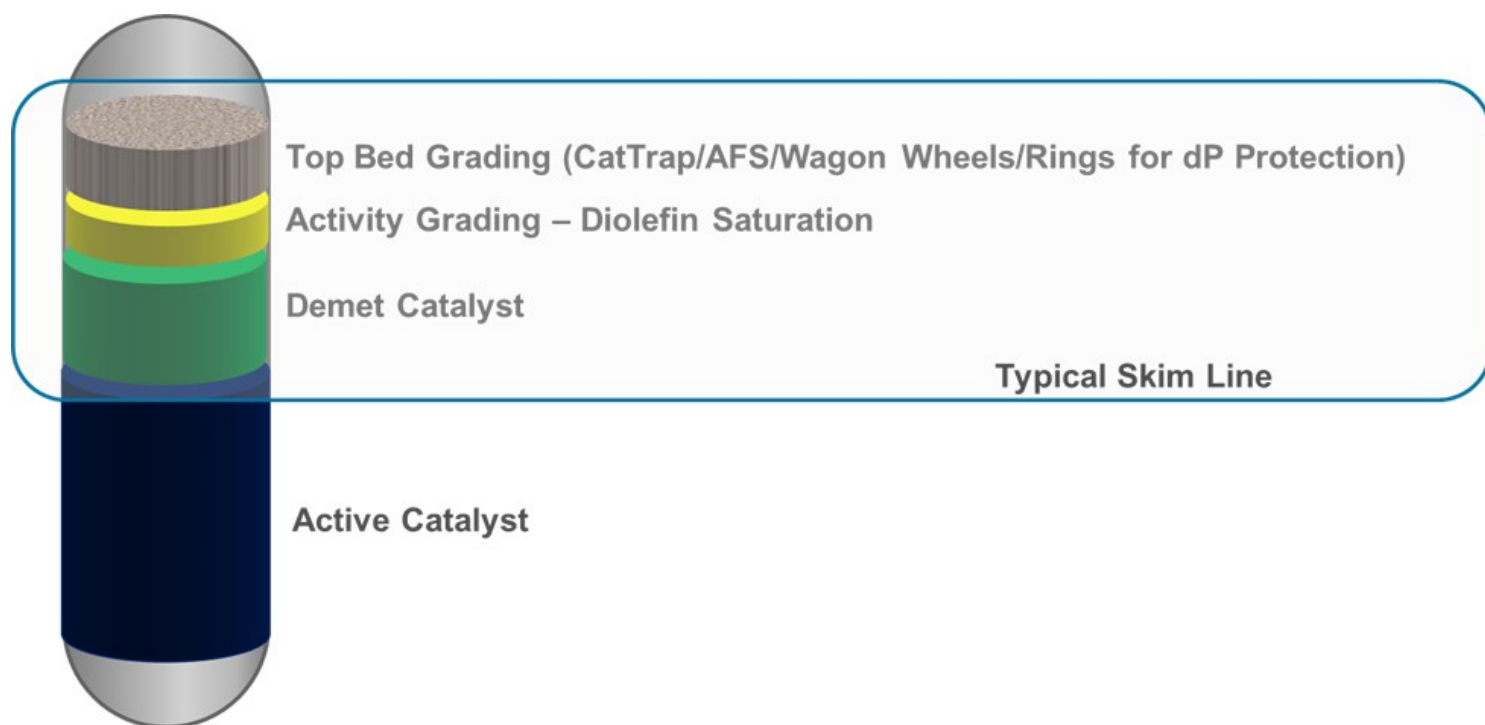 Top Bed Grading (CatTrap/AFS/Wagon Wheels/Rings for dP Protection)
Activity Grading – Diolefin Saturation
Demet Catalyst
Typical Skim Line
Active Catalyst